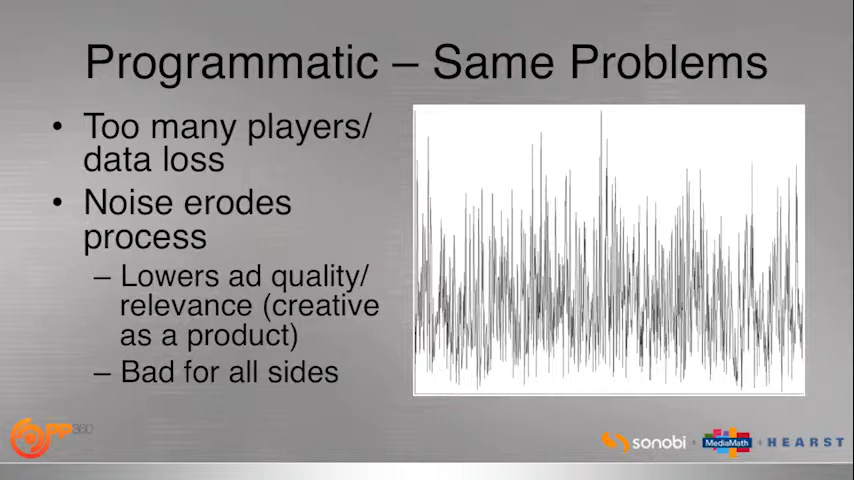 Programmatic – Same Problems
• Too many players/
data loss
• Noise erodes
process
– Lowers ad quality/
relevance (creative
as a product)
– Bad for all sides
PP360
sonobi + MediaMath + HEARST